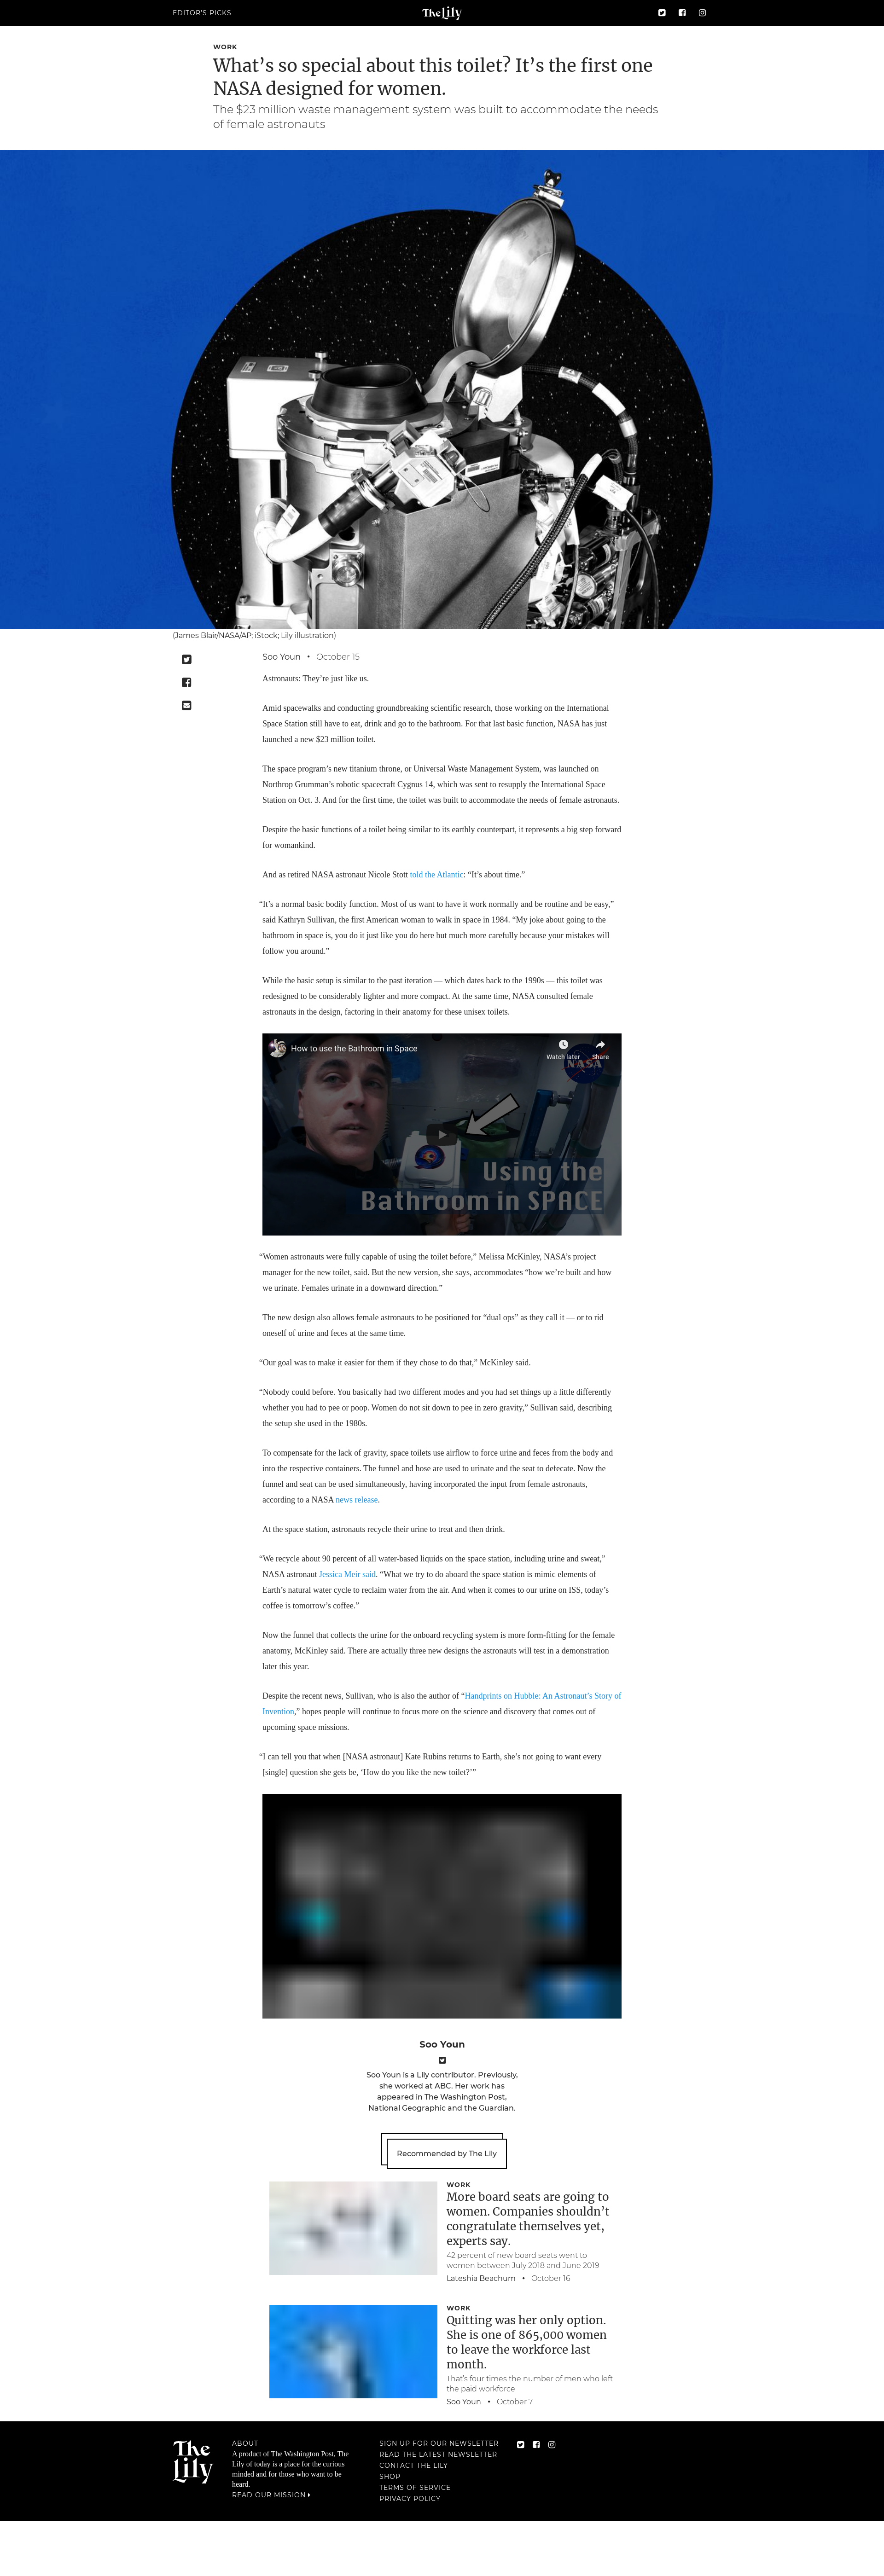 EDITOR'S PICKS
The Lily
WORK
What’s so special about this toilet? It’s the first one
NASA designed for women.
The $23 million waste management system was built to accommodate the needs
of female astronauts
(James Blair/NASA/AP; iStock; Lily illustration)
Soo Youn • October 15
Astronauts: They’re just like us.
Amid spacewalks and conducting groundbreaking scientific research, those working on the International
Space Station still have to eat, drink and go to the bathroom. For that last basic function, NASA has just
launched a new $23 million toilet.
The space program’s new titanium throne, or Universal Waste Management System, was launched on
Northrop Grumman’s robotic spacecraft Cygnus 14, which was sent to resupply the International Space
Station on Oct. 3. And for the first time, the toilet was built to accommodate the needs of female astronauts.
Despite the basic functions of a toilet being similar to its earthly counterpart, it represents a big step forward
for womankind.
And as retired NASA astronaut Nicole Stott told the Atlantic: “It’s about time.”
“It’s a normal basic bodily function. Most of us want to have it work normally and be routine and be easy,”
said Kathryn Sullivan, the first American woman to walk in space in 1984. “My joke about going to the
bathroom in space is, you do it just like you do here but much more carefully because your mistakes will
follow you around.”
While the basic setup is similar to the past iteration — which dates back to the 1990s — this toilet was
redesigned to be considerably lighter and more compact. At the same time, NASA consulted female
astronauts in the design, factoring in their anatomy for these unisex toilets.
How to use the Bathroom in Space
Watch later
Share
NASA
Using the
Bathroom in SPACE
“Women astronauts were fully capable of using the toilet before,” Melissa McKinley, NASA’s project
manager for the new toilet, said. But the new version, she says, accommodates “how we’re built and how
we urinate. Females urinate in a downward direction.”
The new design also allows female astronauts to be positioned for “dual ops” as they call it — or to rid
oneself of urine and feces at the same time.
“Our goal was to make it easier for them if they chose to do that,” McKinley said.
“Nobody could before. You basically had two different modes and you had set things up a little differently
whether you had to pee or poop. Women do not sit down to pee in zero gravity,” Sullivan said, describing
the setup she used in the 1980s.
To compensate for the lack of gravity, space toilets use airflow to force urine and feces from the body and
into the respective containers. The funnel and hose are used to urinate and the seat to defecate. Now the
funnel and seat can be used simultaneously, having incorporated the input from female astronauts,
according to a NASA news release.
At the space station, astronauts recycle their urine to treat and then drink.
“We recycle about 90 percent of all water-based liquids on the space station, including urine and sweat,”
NASA astronaut Jessica Meir said. “What we try to do aboard the space station is mimic elements of
Earth’s natural water cycle to reclaim water from the air. And when it comes to our urine on ISS, today’s
coffee is tomorrow’s coffee.”
Now the funnel that collects the urine for the onboard recycling system is more form-fitting for the female
anatomy, McKinley said. There are actually three new designs the astronauts will test in a demonstration
later this year.
Despite the recent news, Sullivan, who is also the author of “Handprints on Hubble: An Astronaut’s Story of
Invention,” hopes people will continue to focus more on the science and discovery that comes out of
upcoming space missions.
“I can tell you that when [NASA astronaut] Kate Rubins returns to Earth, she’s not going to want every
[single] question she gets be, ‘How do you like the new toilet?’”
Soo Youn
Soo Youn is a Lily contributor. Previously,
she worked at ABC. Her work has
appeared in The Washington Post,
National Geographic and the Guardian.
Recommended by The Lily
WORK
More board seats are going to
women. Companies shouldn’t
congratulate themselves yet,
experts say.
42 percent of new board seats went to
women between July 2018 and June 2019
Lateshia Beachum • October 16
WORK
Quitting was her only option.
She is one of 865,000 women
to leave the workforce last
month.
That’s four times the number of men who left
the paid workforce
Soo Youn • October 7
The
Lily
ABOUT
A product of The Washington Post, The
Lily of today is a place for the curious
minded and for those who want to be
heard.
READ OUR MISSION
SIGN UP FOR OUR NEWSLETTER
READ THE LATEST NEWSLETTER
CONTACT THE LILY
SHOP
TERMS OF SERVICE
PRIVACY POLICY